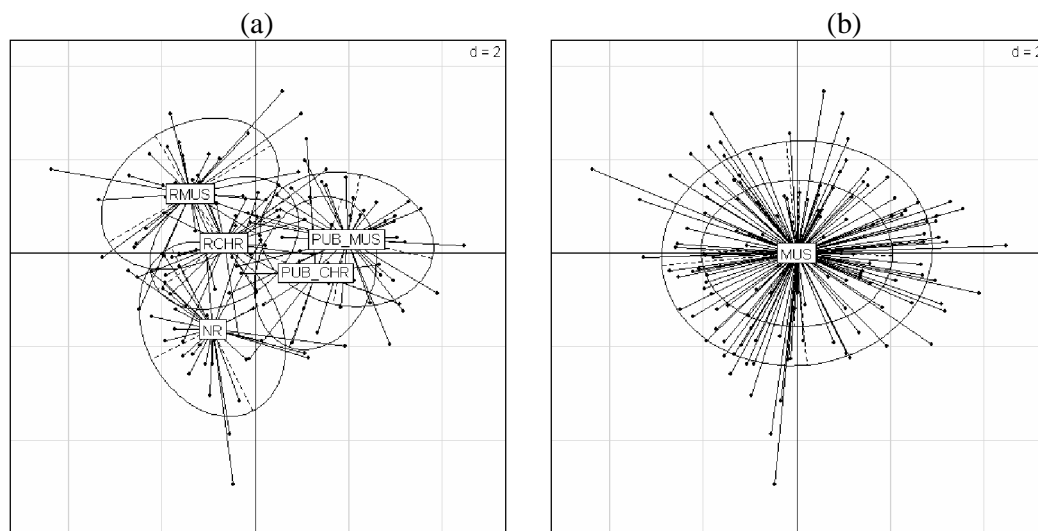 (a) (b)
d = 2 d = 2
RMUS
RCHR PUB_MUS
MUS
PUB_CHR
NR